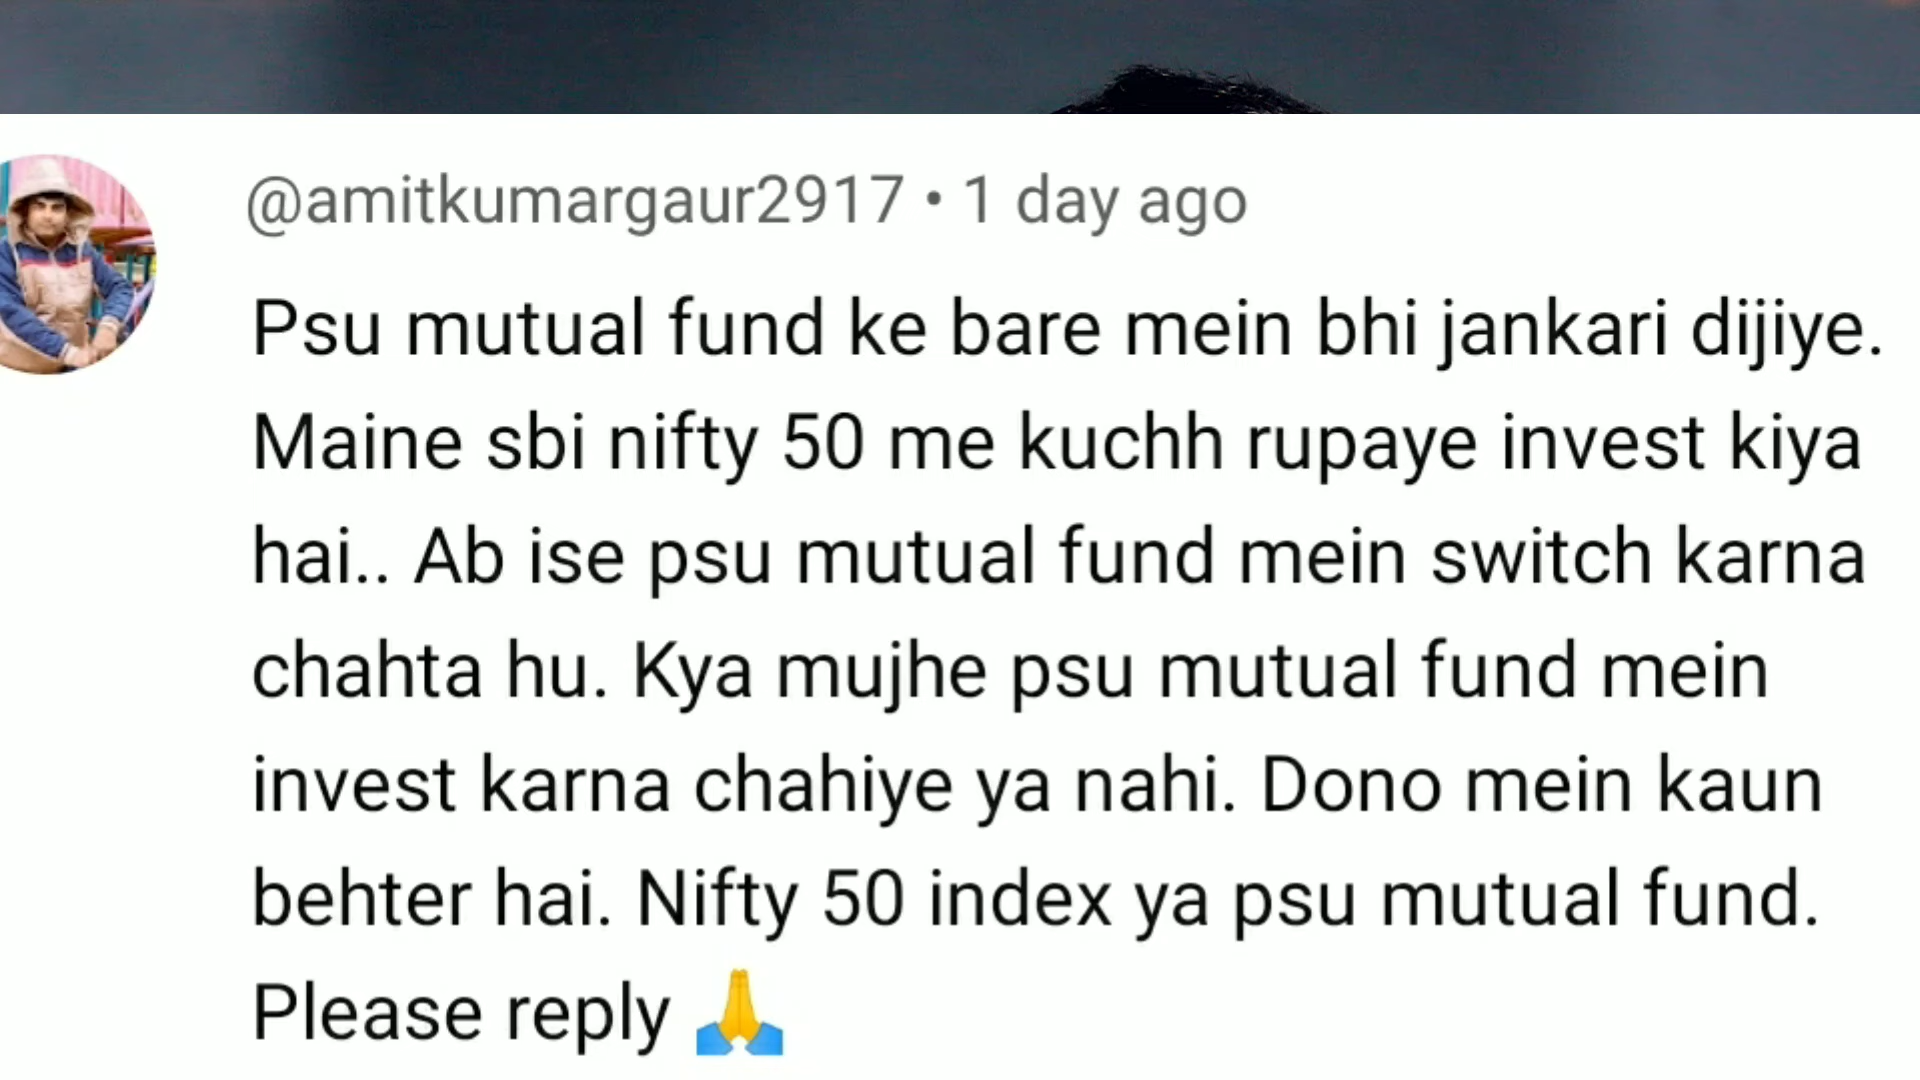 @amitkumargaur2917 • 1 day ago
Psu mutual fund ke bare mein bhi jankari dijiye.
Maine sbi nifty 50 me kuchh rupaye invest kiya
hai.. Ab ise psu mutual fund mein switch karna
chahta hu. Kya mujhe psu mutual fund mein
invest karna chahiye ya nahi. Dono mein kaun
behter hai. Nifty 50 index ya psu mutual fund.
Please reply 🙏